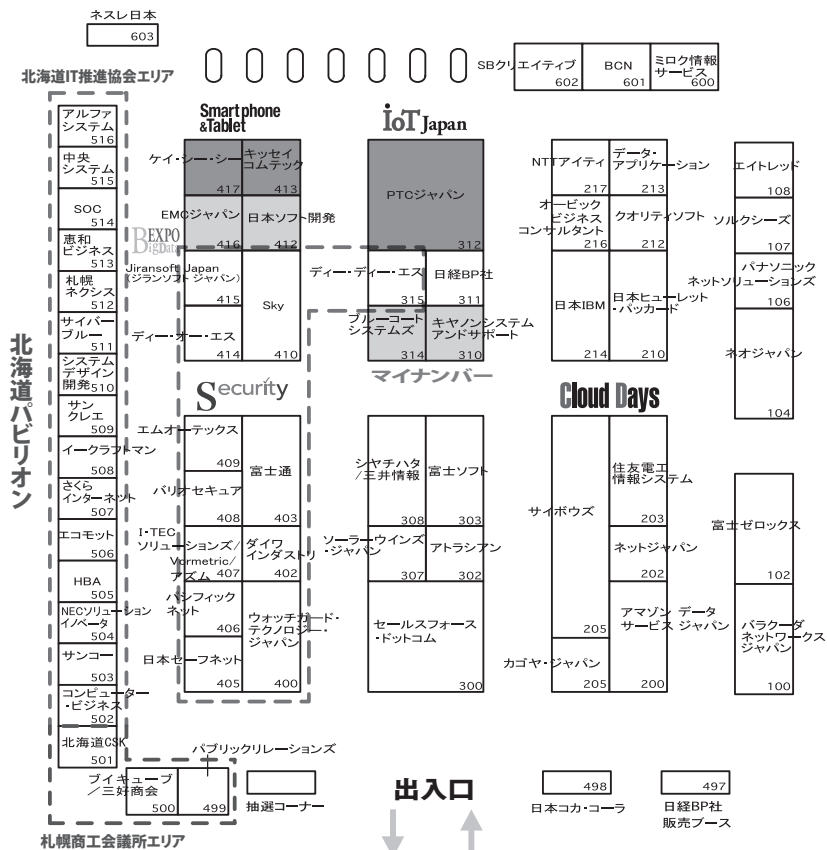 ネスレ日本
603
北海道IT推進協会エリア
SBクリエイティブ
602
BCN
601
ミロク情報
サービス
600
Smartphone
&Tablet
IoT Japan
アルファ
システム
516
中央
システム
515
SOC
514
恵和
ビジネス
513
札幌
ネクシス
512
サイバー
ブルー
511
システム
デザイン
開発
510
サン
クレエ
509
イークラフトマン
508
さくら
インターネット
507
エコモット
506
HBA
505
NECソリューション
イノベータ
504
サンコー
503
コンピューター
・ビジネス
502
北海道CSK
501
北海道パビリオン
ケイ・シー・シー
417
キッセイ
コムテック
413
EMCジャパン
416
日本ソフト開発
412
BigData
EXPO
Jiransoft Japan
(ジランソフト ジャパン)
415
Sky
410
ディー・オー・エス
414
Security
エムオーテックス
409
富士通
403
バリオセキュア
408
I・TEC
ソリューションズ/
Vormetric/
アズム
407
ダイワ
インダストリ
402
パシフィック
ネット
406
ウォッチガード・
テクノロジー・
ジャパン
400
日本セーフネット
405
PTCジャパン
312
ディー・ディー・エス
315
日経BP社
311
ブルーコート
システムズ
314
キヤノンシステム
アンドサポート
310
マイナンバー
シヤチハタ
/三井情報
308
富士ソフト
303
ソーラーウインズ
・ジャパン
307
アトラシアン
302
セールスフォース
・ドットコム
300
NTTアイティ
217
データ・
アプリケーション
213
オービック
ビジネス
コンサルタント
216
クオリティソフト
212
日本IBM
214
日本ヒューレット
・パッカード
210
Cloud Days
サイボウズ
205
住友電工
情報システム
203
ネットジャパン
202
アマゾン データ
サービス ジャパン
200
カゴヤ・ジャパン
205
エイトレッド
108
ソルクシーズ
107
パナソニック
ネットソリューションズ
106
ネオジャパン
104
富士ゼロックス
102
バラクーダ
ネットワークス
ジャパン
100
パブリックリレーションズ
ブイキューブ
/三好商会
500
499
札幌商工会議所エリア
抽選コーナー
出入口
498
日本コカ・コーラ
497
日経BP社
販売ブース